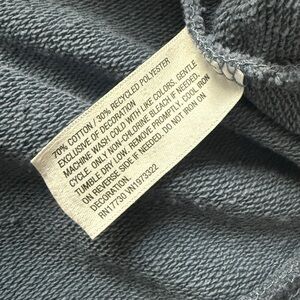 70% COTTON / 30% RECYCLED POLYESTER
EXCLUSIVE OF DECORATION
MACHINE WASH COLD WITH LIKE COLORS. GENTLE
CYCLE. ONLY NON-CHLORINE BLEACH IF NEEDED.
TUMBLE DRY LOW. REMOVE PROMPTLY. COOL IRON
ON REVERSE SIDE IF NEEDED. DO NOT IRON ON
DECORATION.
RN17730 VN1973322